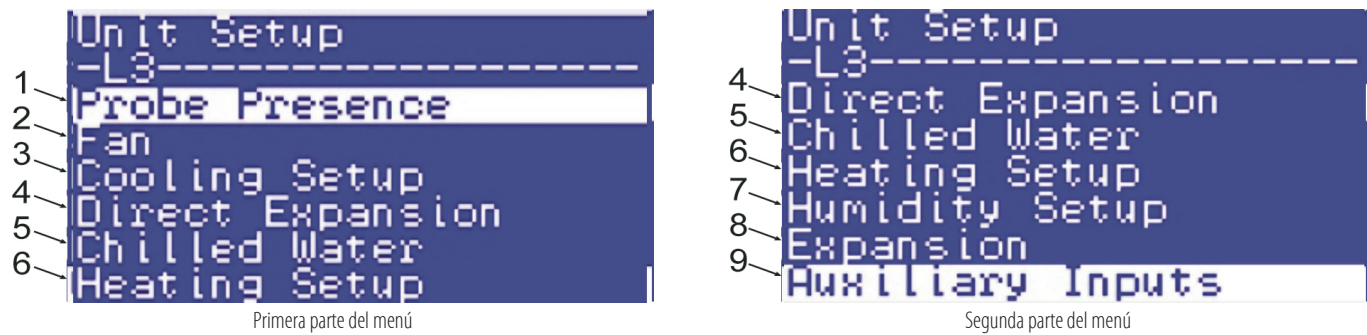 Unit Setup
-L3--------------------
1 Probe Presence
2 Fan
3 Cooling Setup
4 Direct Expansion
5 Chilled Water
6 Heating Setup
Primera parte del menú
Unit Setup
-L3--------------------
4 Direct Expansion
5 Chilled Water
6 Heating Setup
7 Humidity Setup
8 Expansion
9 Auxiliary Inputs
Segunda parte del menú